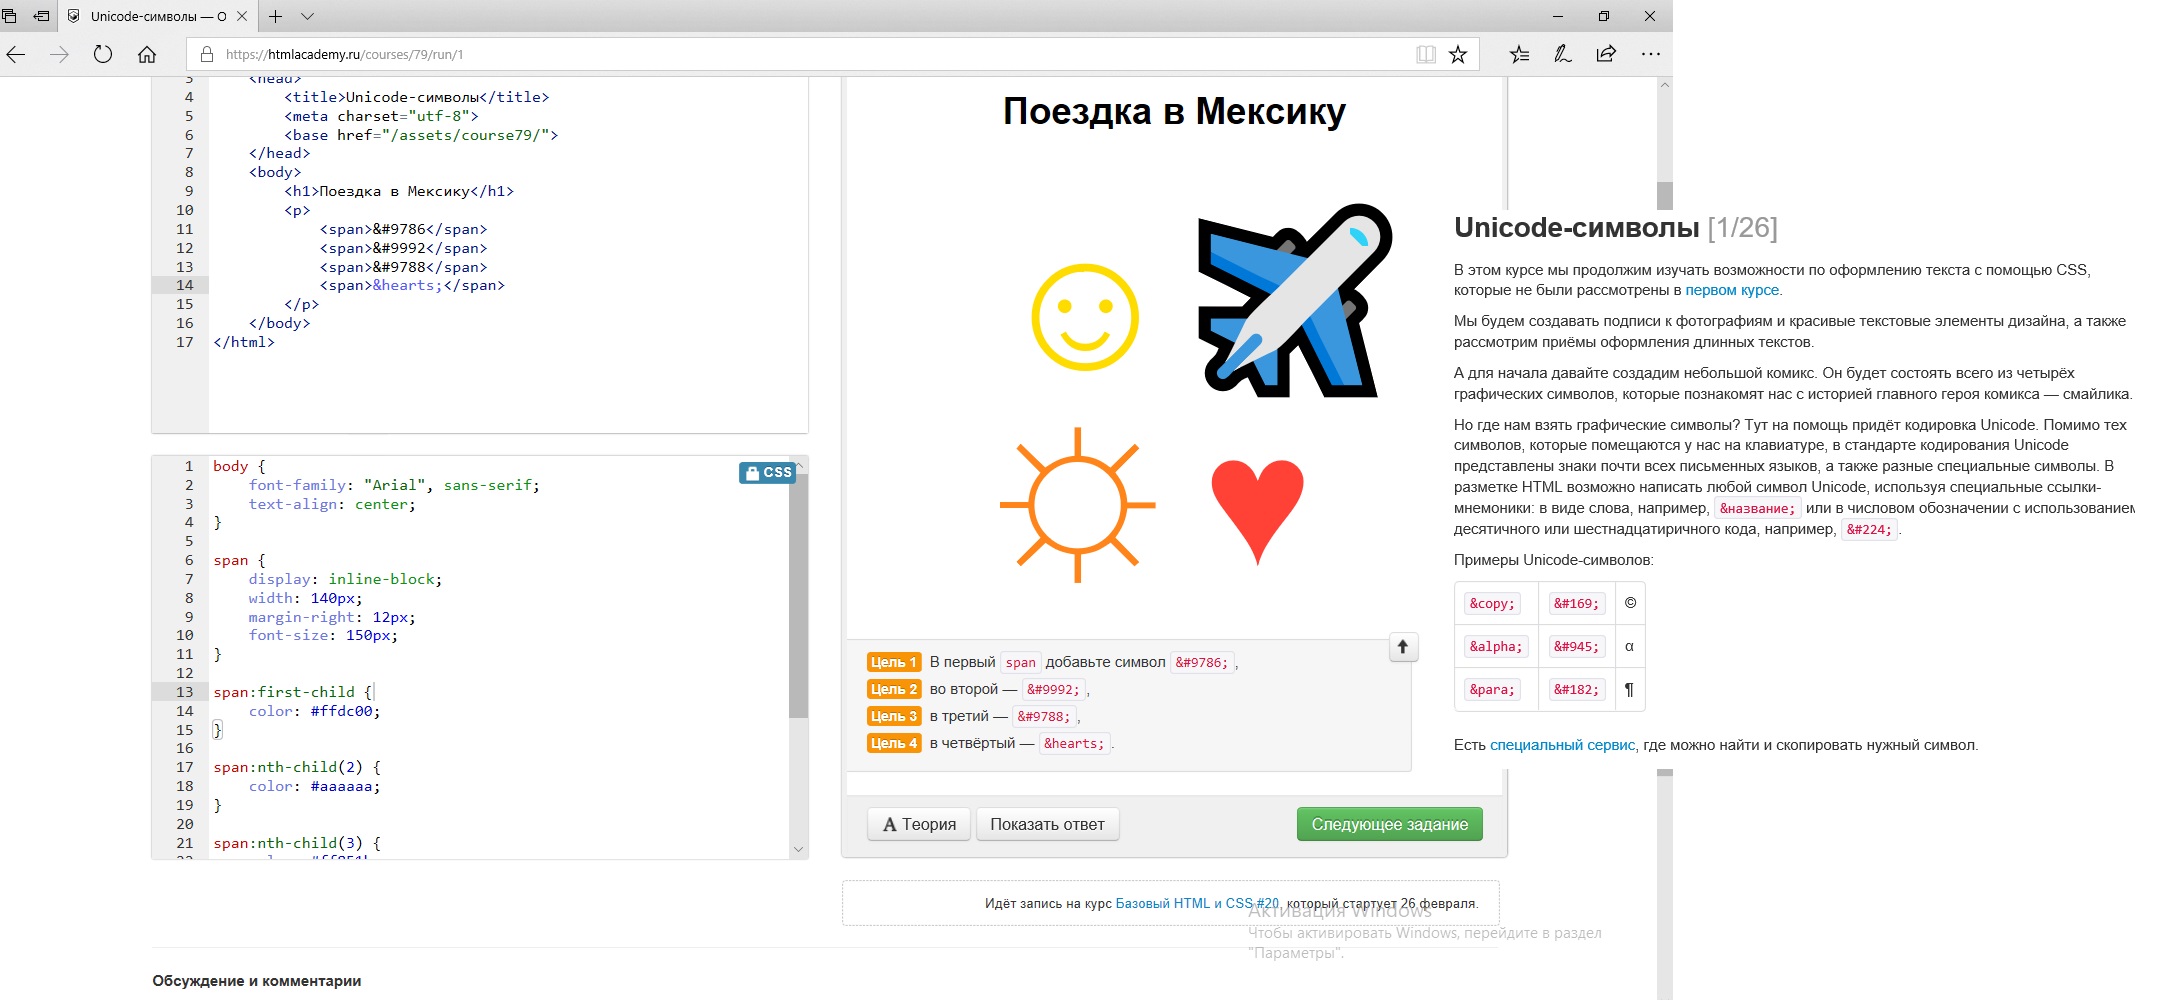 Unicode-символы — О
https://htmlacademy.ru/courses/79/run/1
3 <head>
4 <title>Unicode-символы</title>
5 <meta charset="utf-8">
6 <base href="/assets/course79/">
7 </head>
8 <body>
9 <h1>Поездка в Мексику</h1>
10 <p>
11 <span>&#9786</span>
12 <span>&#9992</span>
13 <span>&#9788</span>
14 <span>&hearts;</span>
15 </p>
16 </body>
17 </html>
CSS
1 body {
2 font-family: "Arial", sans-serif;
3 text-align: center;
4 }
5
6 span {
7 display: inline-block;
8 width: 140px;
9 margin-right: 12px;
10 font-size: 150px;
11 }
12
13 span:first-child {
14 color: #ffdc00;
15 }
16
17 span:nth-child(2) {
18 color: #aaaaaa;
19 }
20
21 span:nth-child(3) {
Поездка в Мексику
Цель 1 В первый span добавьте символ &#9786;,
Цель 2 во второй — &#9992;,
Цель 3 в третий — &#9788;,
Цель 4 в четвёртый — &hearts;.
Теория Показать ответ Следующее задание
Идёт запись на курс Базовый HTML и CSS #20, который стартует 26 февраля.
Активация Windows
Чтобы активировать Windows, перейдите в раздел
"Параметры".
Обсуждение и комментарии
Unicode-символы [1/26]
В этом курсе мы продолжим изучать возможности по оформлению текста с помощью CSS,
которые не были рассмотрены в первом курсе.
Мы будем создавать подписи к фотографиям и красивые текстовые элементы дизайна, а также
рассмотрим приёмы оформления длинных текстов.
А для начала давайте создадим небольшой комикс. Он будет состоять всего из четырёх
графических символов, которые познакомят нас с историей главного героя комикса — смайлика.
Но где нам взять графические символы? Тут на помощь придёт кодировка Unicode. Помимо тех
символов, которые помещаются у нас на клавиатуре, в стандарте кодирования Unicode
представлены знаки почти всех письменных языков, а также разные специальные символы. В
разметке HTML возможно написать любой символ Unicode, используя специальные ссылки-
мнемоники: в виде слова, например, &название; или в числовом обозначении с использованием
десятичного или шестнадцатиричного кода, например, &#224;.
Примеры Unicode-символов:
&copy; &#169; ©
&alpha; &#945; α
&para; &#182; ¶
Есть специальный сервис, где можно найти и скопировать нужный символ.